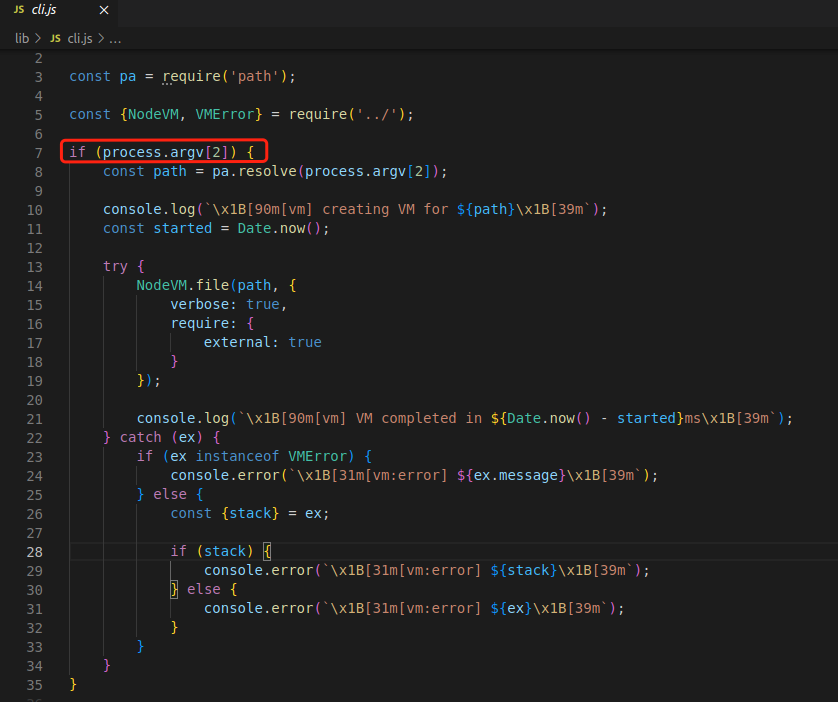 JS cli.js ×
lib > JS cli.js > ...
2
3 const pa = require('path');
4
5 const {NodeVM, VMError} = require('../');
6
7 if (process.argv[2]) {
8 const path = pa.resolve(process.argv[2]);
9
10 console.log(`\x1B[90m[vm] creating VM for ${path}\x1B[39m`);
11 const started = Date.now();
12
13 try {
14 NodeVM.file(path, {
15 verbose: true,
16 require: {
17 external: true
18 }
19 });
20
21 console.log(`\x1B[90m[vm] VM completed in ${Date.now() - started}ms\x1B[39m`);
22 } catch (ex) {
23 if (ex instanceof VMError) {
24 console.error(`\x1B[31m[vm:error] ${ex.message}\x1B[39m`);
25 } else {
26 const {stack} = ex;
27
28 if (stack) {
29 console.error(`\x1B[31m[vm:error] ${stack}\x1B[39m`);
30 } else {
31 console.error(`\x1B[31m[vm:error] ${ex}\x1B[39m`);
32 }
33 }
34 }
35 }